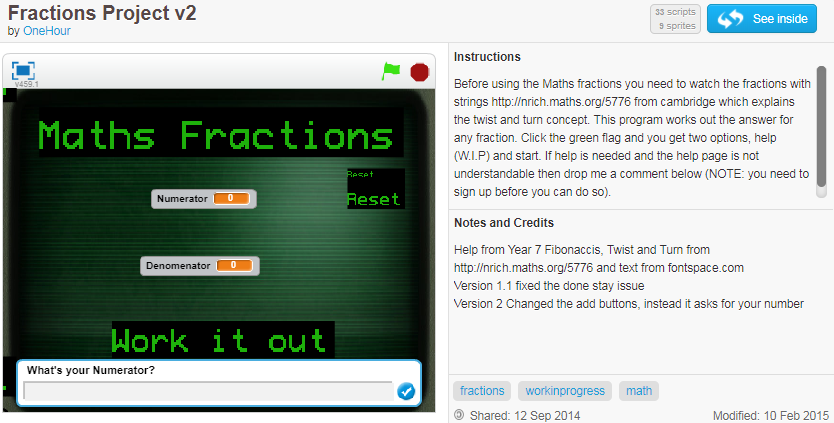 Fractions Project v2
by OneHour
33 scripts
9 sprites
See inside
v459.1
Maths Fractions
Reset
Reset
Numerator 0
Denomenator 0
Work it out
What's your Numerator?
Instructions
Before using the Maths fractions you need to watch the fractions with
strings http://nrich.maths.org/5776 from cambridge which explains
the twist and turn concept. This program works out the answer for
any fraction. Click the green flag and you get two options, help
(W.I.P) and start. If help is needed and the help page is not
understandable then drop me a comment below (NOTE: you need to
sign up before you can do so).
Notes and Credits
Help from Year 7 Fibonaccis, Twist and Turn from
http://nrich.maths.org/5776 and text from fontspace.com
Version 1.1 fixed the done stay issue
Version 2 Changed the add buttons, instead it asks for your number
fractions workinprogress math
Shared: 12 Sep 2014 Modified: 10 Feb 2015